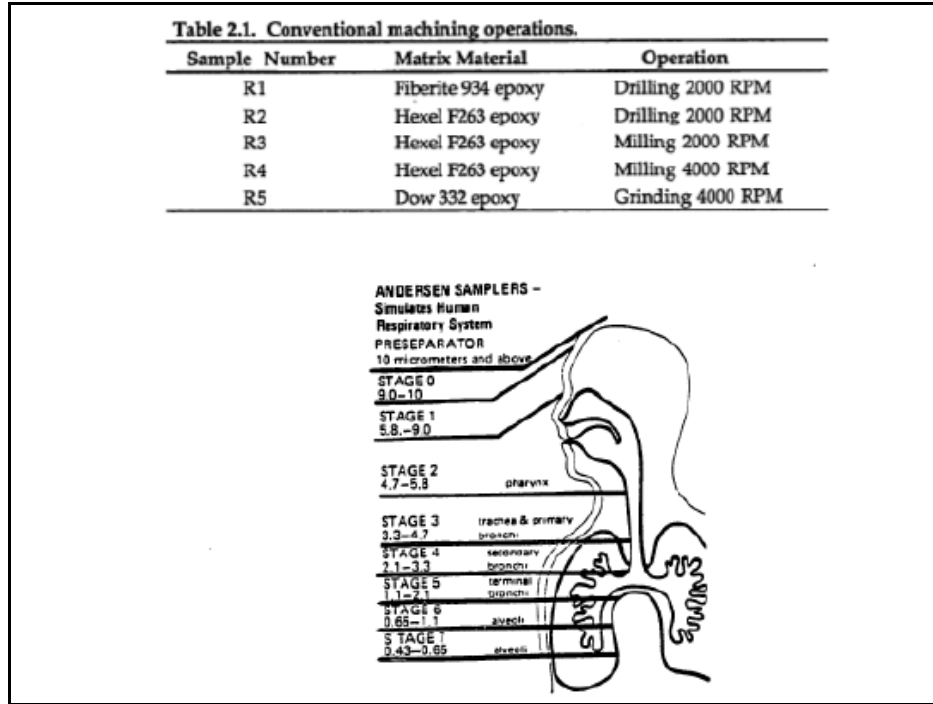 Table 2.1. Conventional machining operations.
Sample Number Matrix Material Operation
R1 Fiberite 934 epoxy Drilling 2000 RPM
R2 Hexel F263 epoxy Drilling 2000 RPM
R3 Hexel F263 epoxy Milling 2000 RPM
R4 Hexel F263 epoxy Milling 4000 RPM
R5 Dow 332 epoxy Grinding 4000 RPM
ANDERSEN SAMPLERS –
Simulates Human
Respiratory System
PRESEPARATOR
10 micrometers and above
STAGE 0
9.0–10
STAGE 1
5.8.–9.0
STAGE 2
4.7–5.8 pharynx
STAGE 3 trachea & primary
3.3–4.7 bronchi
STAGE 4 secondary
2.1–3.3 bronchi
STAGE 5 terminal
1.1–2.1 bronchi
STAGE 6
0.65–1.1 alveoli
STAGE 7
0.43–0.65 alveoli